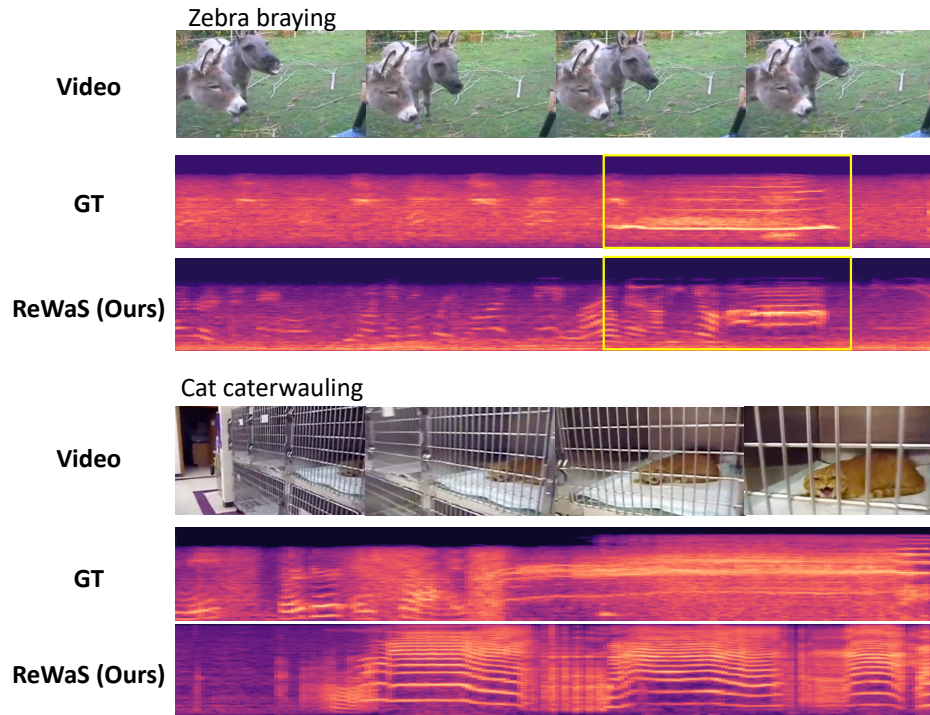 Zebra braying
Video
GT
ReWaS (Ours)
Cat caterwauling
Video
GT
ReWaS (Ours)